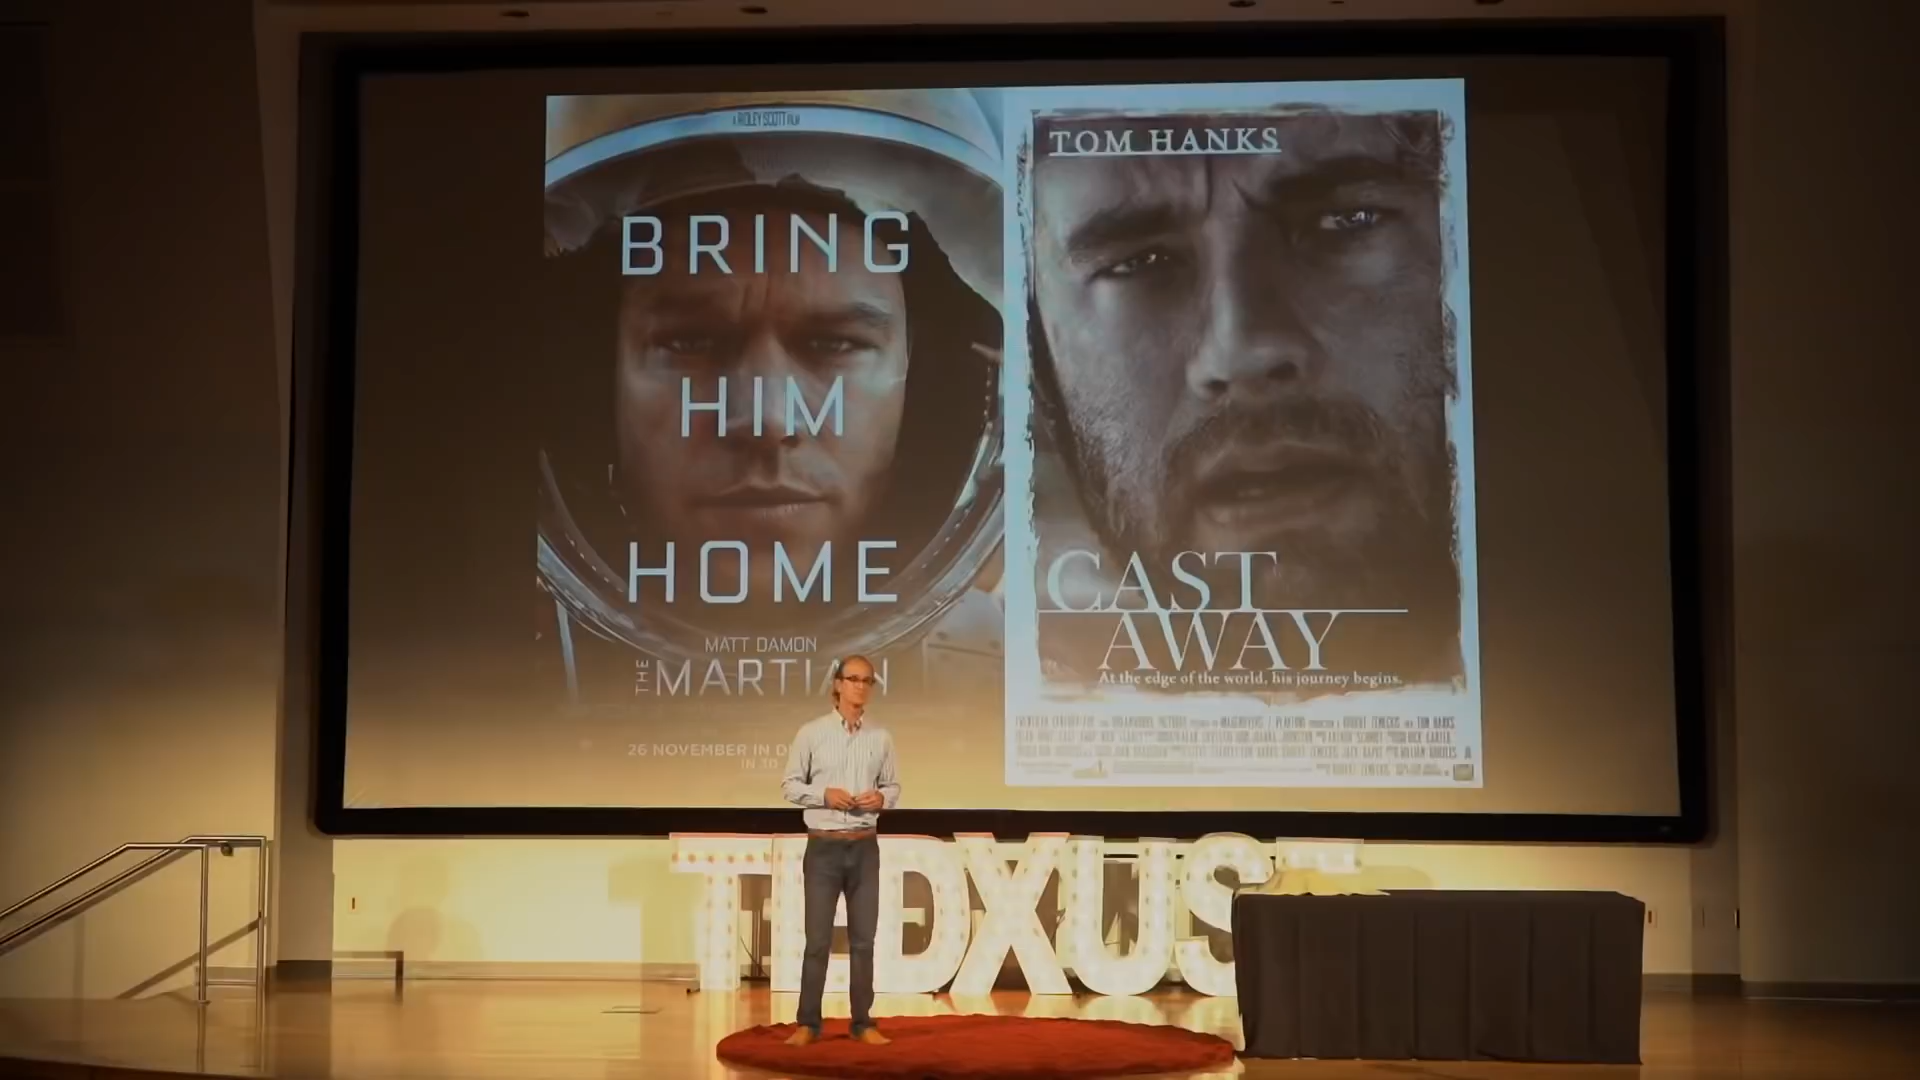 A RIDLEY SCOTT FILM
BRING
HIM
HOME
MATT DAMON
THE MARTIAN
26 NOVEMBER IN
IN 3D
TOM HANKS
CAST
AWAY
At the edge of the world, his journey begins.
TEDXUST